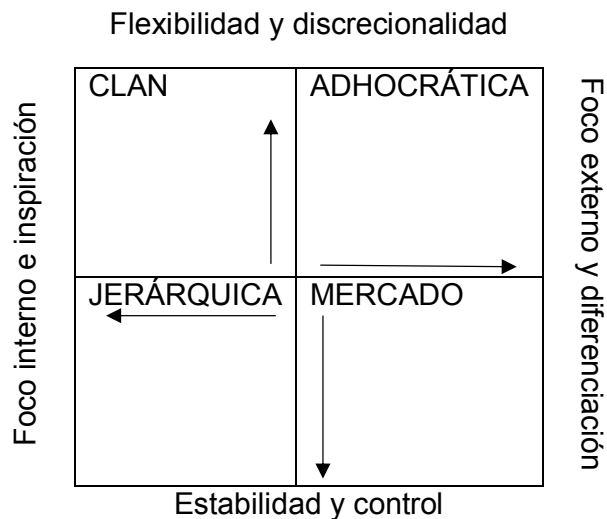 Flexibilidad y discrecionalidad
CLAN
ADHOCRÁTICA
Foco interno e inspiración
Foco externo y diferenciación
JERÁRQUICA
MERCADO
Estabilidad y control